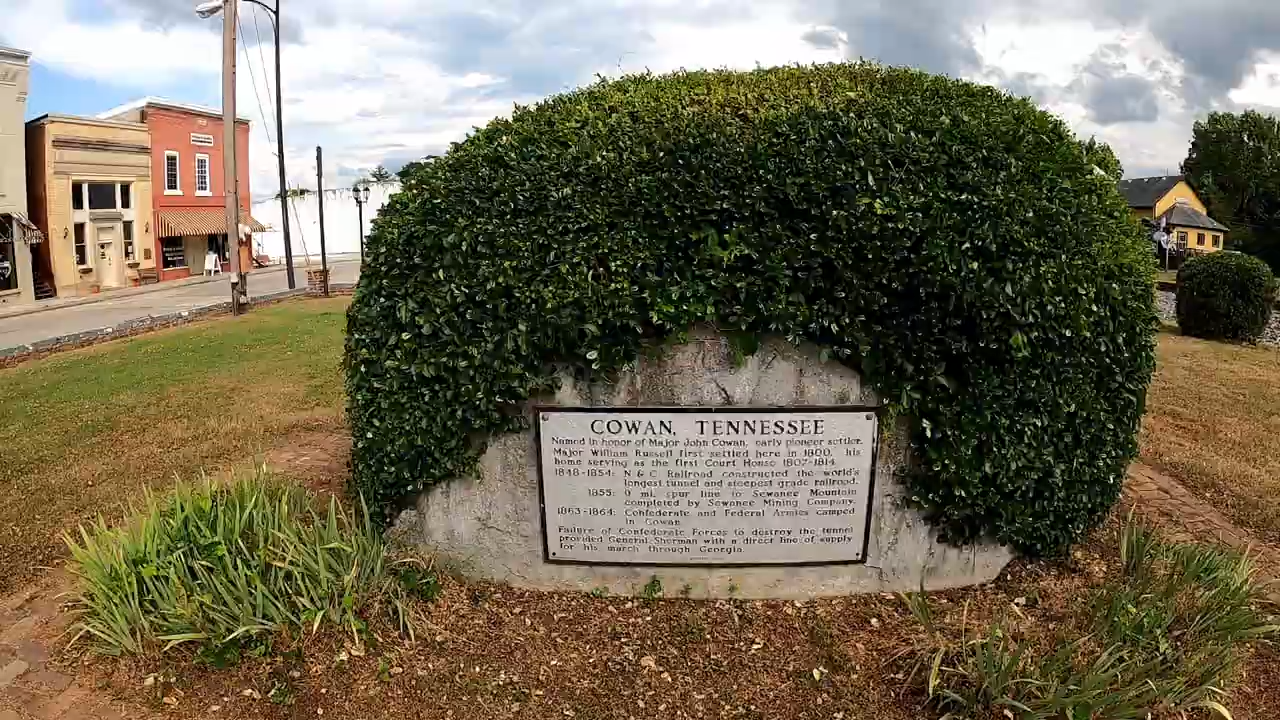 COWAN, TENNESSEE
Named in honor of Major John Cowan, early pioneer settler.
Major William Russell first settled here in 1800, his
home serving as the first Court House 1807-1814
1848-1854: N & C Railroad constructed the world's
longest tunnel and steepest grade railroad.
1855: 9 mi. spur line to Sewanee Mountain
completed by Sewanee Mining Company.
1863-1864: Confederate and Federal Armies camped
in Cowan.
Failure of Confederate Forces to destroy the tunnel
provided General Sherman with a direct line of supply
for his march through Georgia.